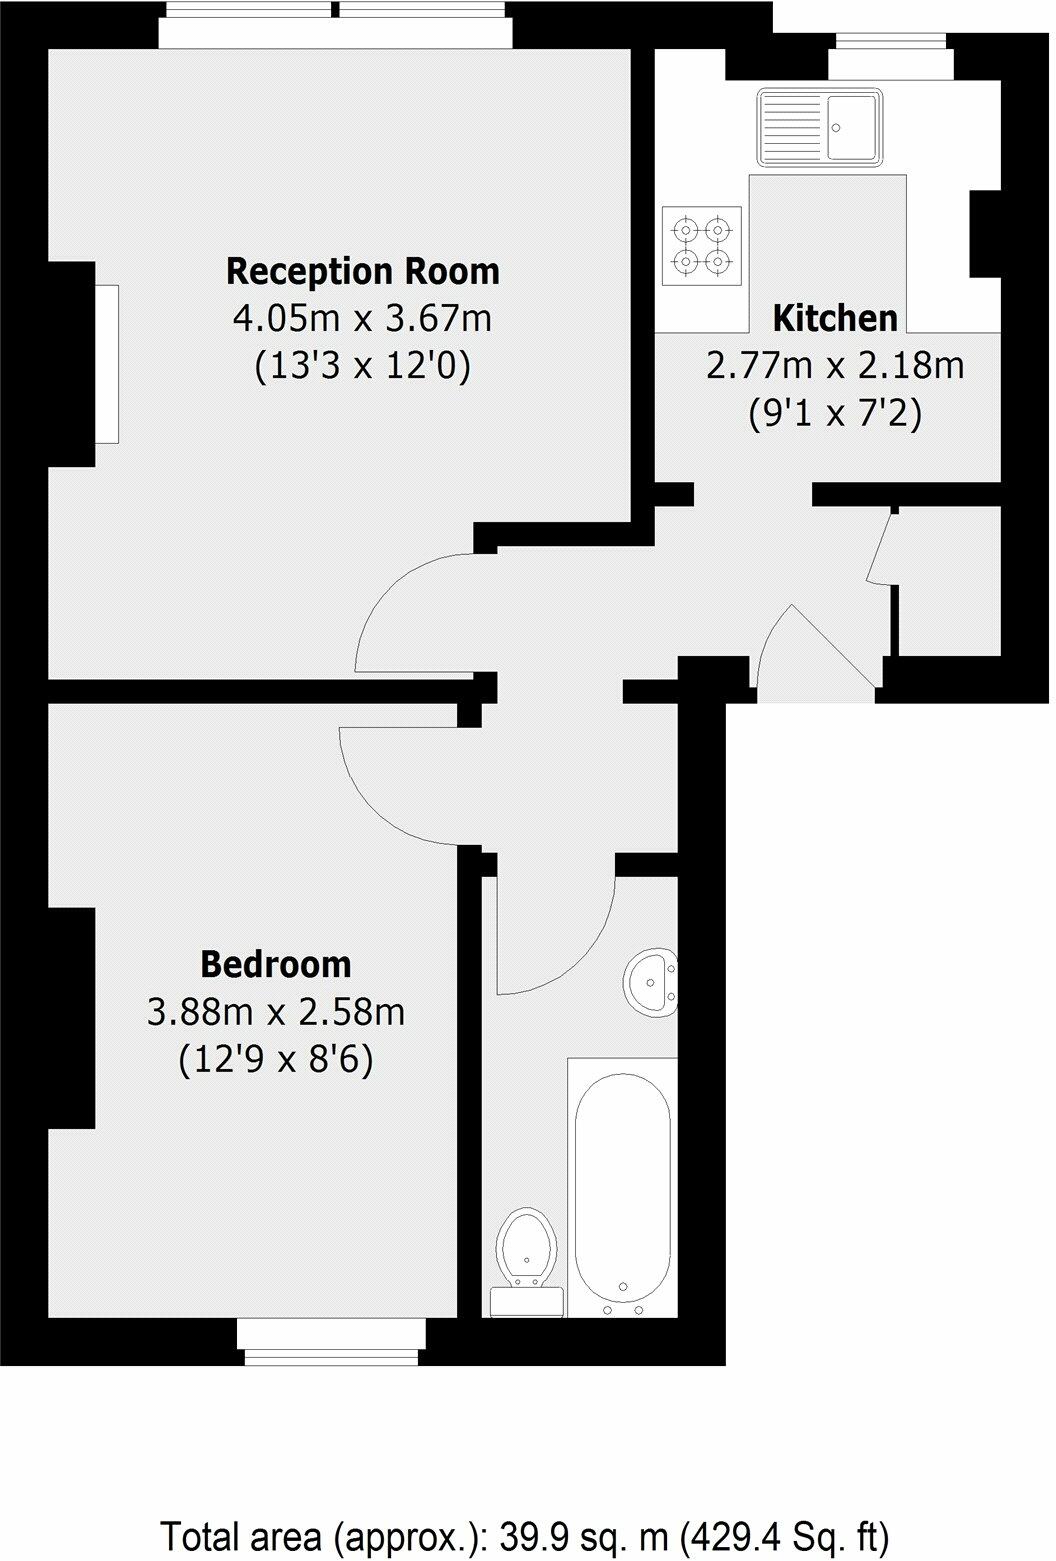 Reception Room
4.05m x 3.67m
(13'3 x 12'0)
Kitchen
2.77m x 2.18m
(9'1 x 7'2)
Bedroom
3.88m x 2.58m
(12'9 x 8'6)
Total area (approx.): 39.9 sq. m (429.4 Sq. ft)